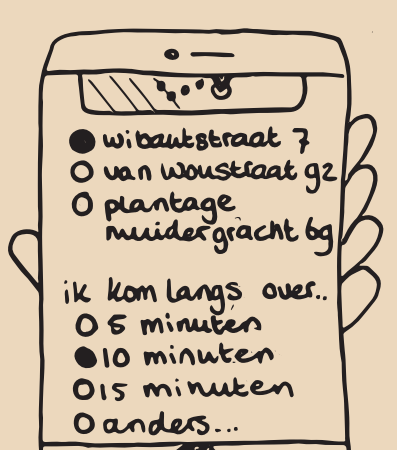 wibautstraat 7
van woustraat 92
plantage
muidergracht 69
ik kom langs over..
5 minuten
10 minuten
15 minuten
anders...